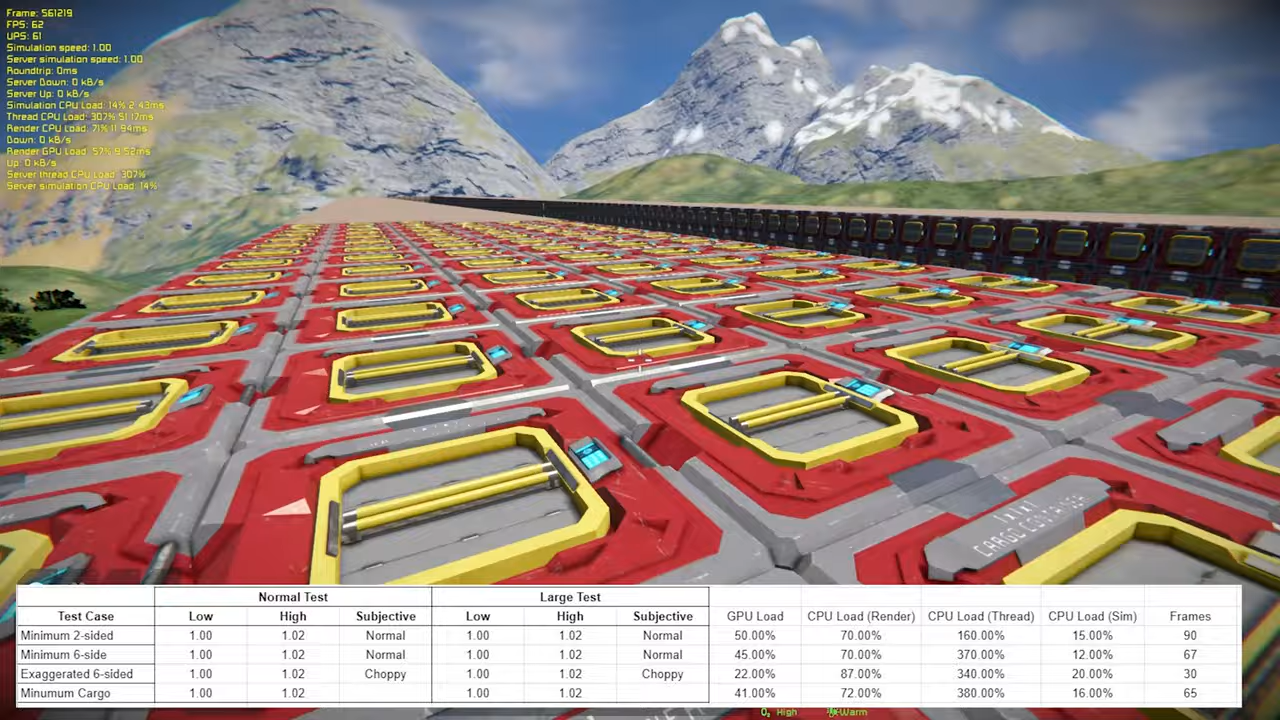 Frame: 561219
FPS: 62
UPS: 61
Simulation speed: 1.00
Server simulation speed: 1.00
Roundtrip: 0ms
Server Down: 0 kB/s
Server Up: 0 kB/s
Simulation CPU Load: 14% 2.43ms
Thread CPU Load: 307% 51.17ms
Render CPU Load: 71% 11.94ms
Down: 0 kB/s
Render GPU Load: 57% 9.52ms
Up: 0 kB/s
Server thread CPU Load: 307%
Server simulation CPU Load: 14%
Normal Test Large Test
Test Case Low High Subjective Low High Subjective GPU Load CPU Load (Render) CPU Load (Thread) CPU Load (Sim) Frames
Minimum 2-sided 1.00 1.02 Normal 1.00 1.02 Normal 50.00% 70.00% 160.00% 15.00% 90
Minimum 6-side 1.00 1.02 Normal 1.00 1.02 Normal 45.00% 70.00% 370.00% 12.00% 67
Exaggerated 6-sided 1.00 1.02 Choppy 1.00 1.02 Choppy 22.00% 87.00% 340.00% 20.00% 30
Minumum Cargo 1.00 1.02 1.00 1.02 41.00% 72.00% 380.00% 16.00% 65
High Warm